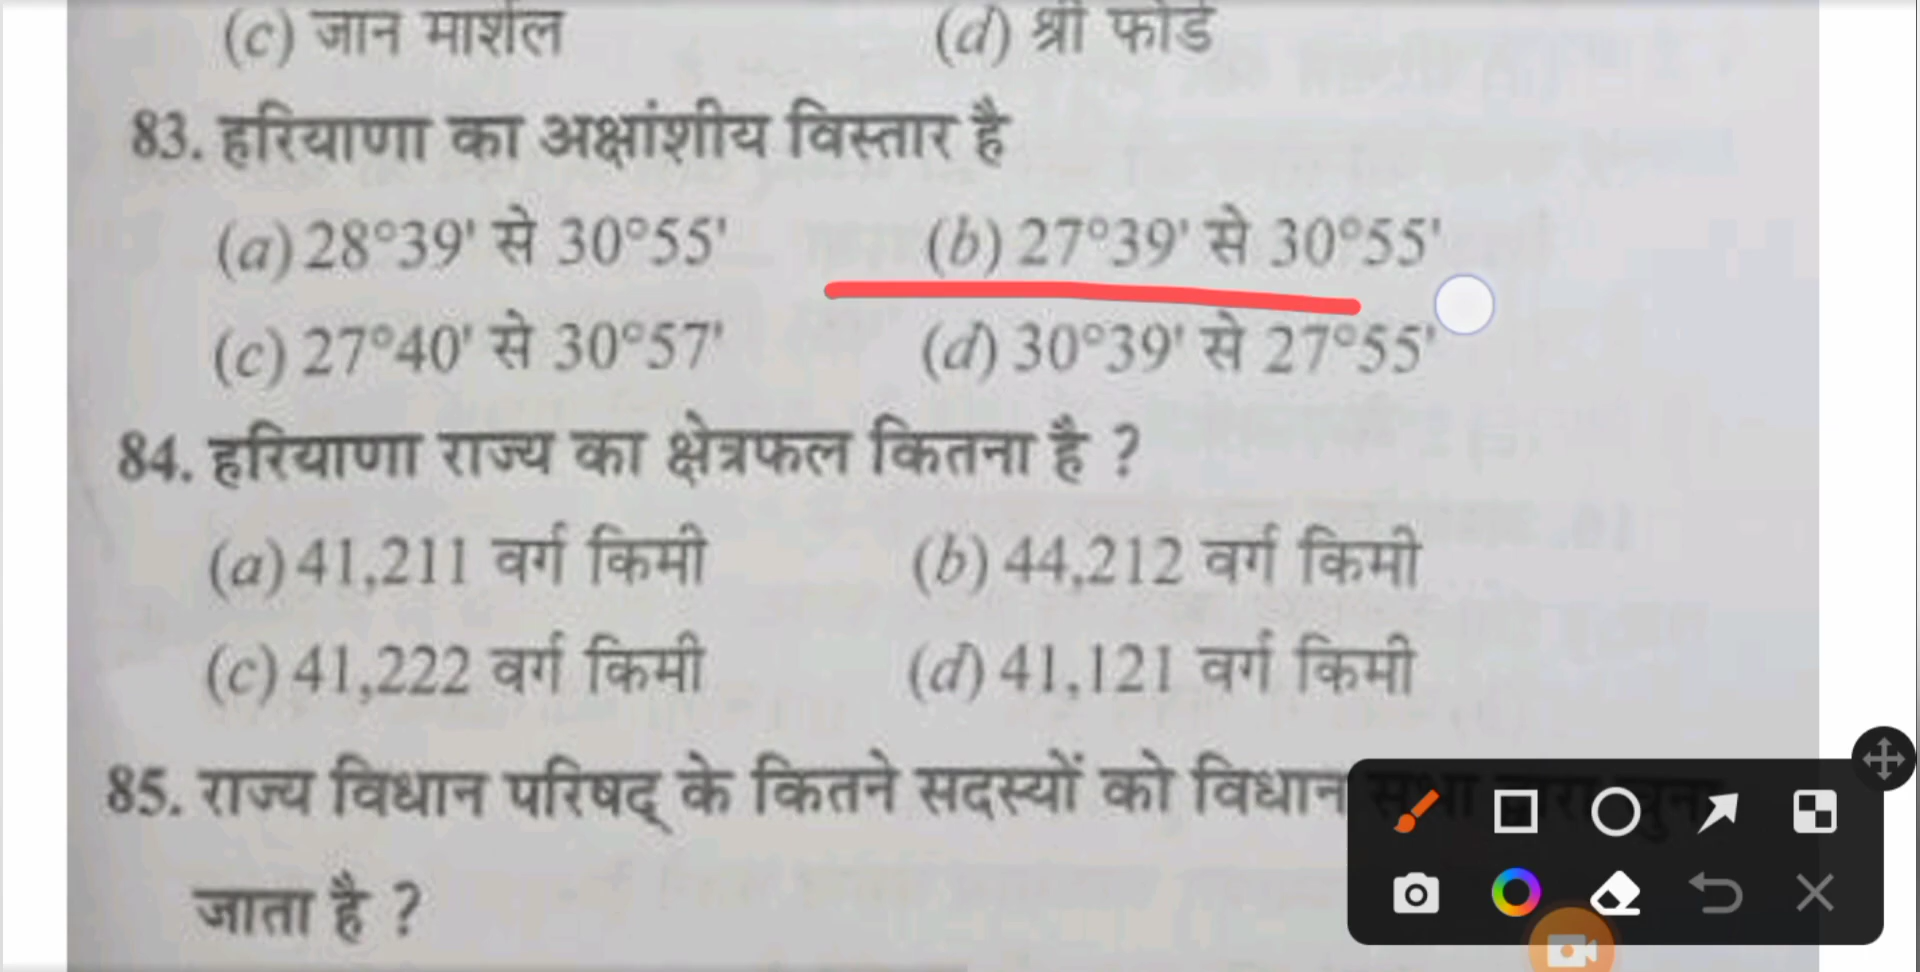 (c) जान मार्शल (d) श्री फोर्ड
83. हरियाणा का अक्षांशीय विस्तार है
(a) 28°39' से 30°55' (b) 27°39' से 30°55'
(c) 27°40' से 30°57' (d) 30°39' से 27°55'
84. हरियाणा राज्य का क्षेत्रफल कितना है ?
(a) 41,211 वर्ग किमी (b) 44,212 वर्ग किमी
(c) 41,222 वर्ग किमी (d) 41,121 वर्ग किमी
85. राज्य विधान परिषद् के कितने सदस्यों को विधान सभा द्वारा चुना
जाता है ?